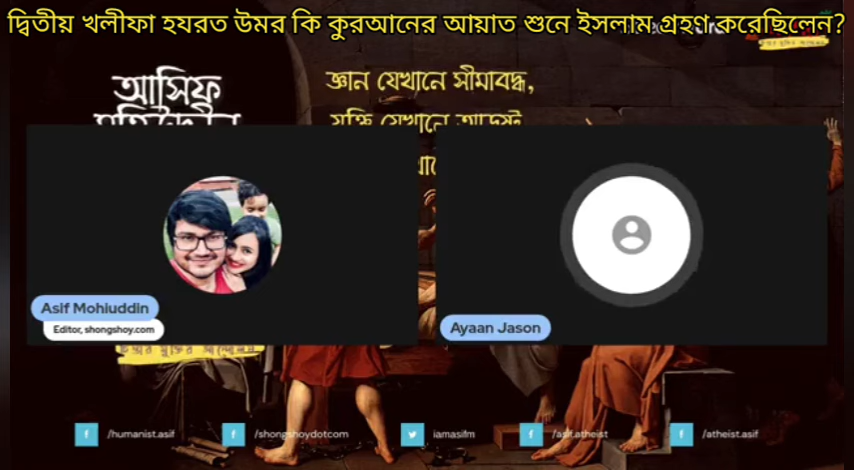 দ্বিতীয় খলীফা হযরত উমর কি কুরআনের আয়াত শুনে ইসলাম গ্রহণ করেছিলেন?
আসিফ
জ্ঞান যেখানে সীমাবদ্ধ,
যুক্তি যেখানে আড়ষ্ট
Asif Mohiuddin
Editor, shongshoy.com
Ayaan Jason
/humanist.asif
/shongshoydotcom
iamasifm
/asif.atheist
/atheist.asif